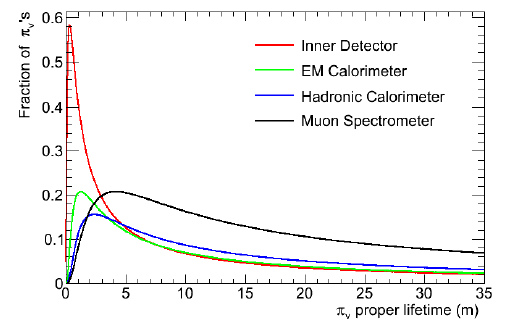 Fraction of π_v's
0.6
0.5
0.4
0.3
0.2
0.1
0
Inner Detector
EM Calorimeter
Hadronic Calorimeter
Muon Spectrometer
0 5 10 15 20 25 30 35
π_v proper lifetime (m)